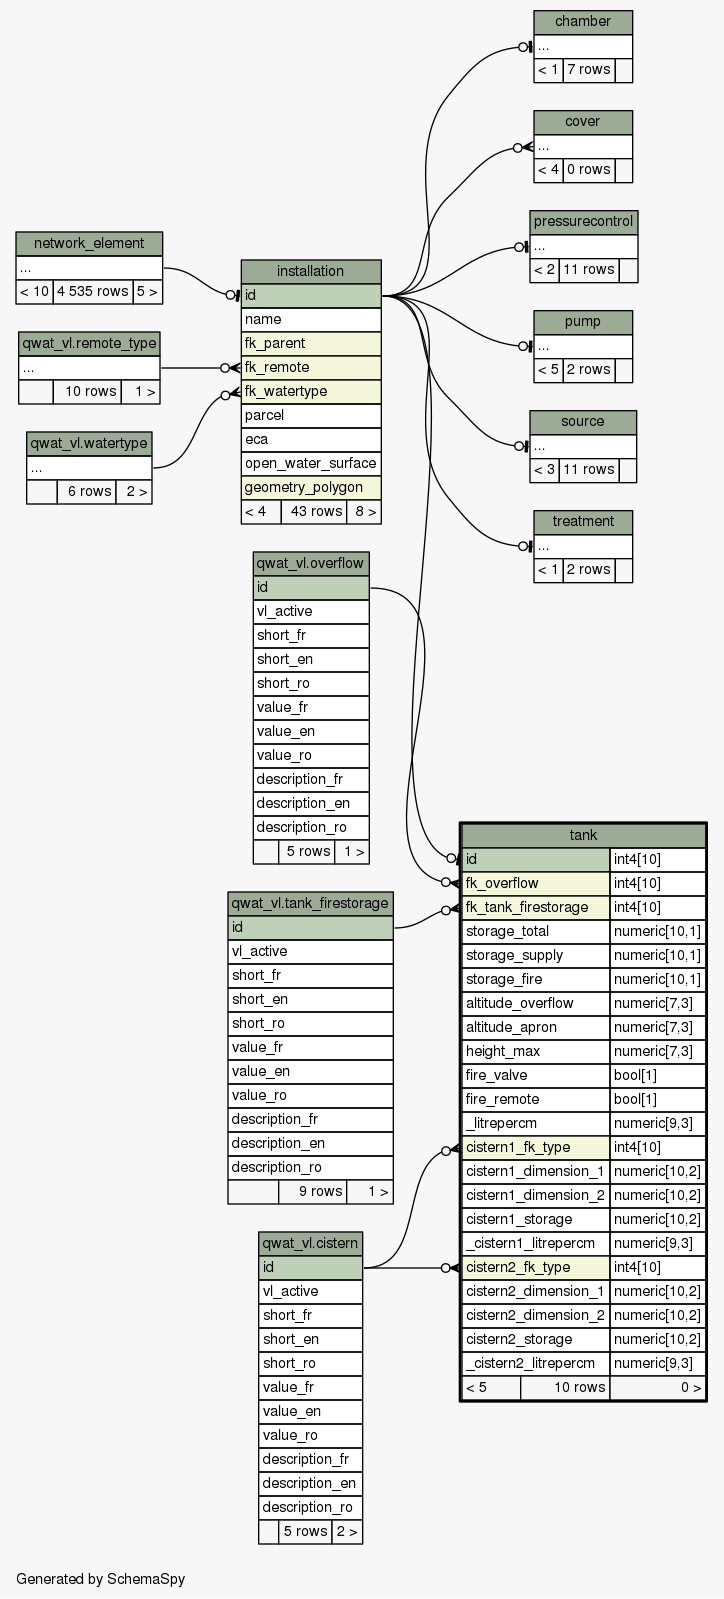 chamber
...
< 1 7 rows
cover
...
< 4 0 rows
pressurecontrol
...
< 2 11 rows
pump
...
< 5 2 rows
source
...
< 3 11 rows
treatment
...
< 1 2 rows
network_element
...
< 10 4 535 rows 5 >
qwat_vl.remote_type
...
10 rows 1 >
qwat_vl.watertype
...
6 rows 2 >
installation
id
name
fk_parent
fk_remote
fk_watertype
parcel
eca
open_water_surface
geometry_polygon
< 4 43 rows 8 >
qwat_vl.overflow
id
vl_active
short_fr
short_en
short_ro
value_fr
value_en
value_ro
description_fr
description_en
description_ro
5 rows 1 >
qwat_vl.tank_firestorage
id
vl_active
short_fr
short_en
short_ro
value_fr
value_en
value_ro
description_fr
description_en
description_ro
9 rows 1 >
qwat_vl.cistern
id
vl_active
short_fr
short_en
short_ro
value_fr
value_en
value_ro
description_fr
description_en
description_ro
5 rows 2 >
tank
id int4[10]
fk_overflow int4[10]
fk_tank_firestorage int4[10]
storage_total numeric[10,1]
storage_supply numeric[10,1]
storage_fire numeric[10,1]
altitude_overflow numeric[7,3]
altitude_apron numeric[7,3]
height_max numeric[7,3]
fire_valve bool[1]
fire_remote bool[1]
_litrepercm numeric[9,3]
cistern1_fk_type int4[10]
cistern1_dimension_1 numeric[10,2]
cistern1_dimension_2 numeric[10,2]
cistern1_storage numeric[10,2]
_cistern1_litrepercm numeric[9,3]
cistern2_fk_type int4[10]
cistern2_dimension_1 numeric[10,2]
cistern2_dimension_2 numeric[10,2]
cistern2_storage numeric[10,2]
_cistern2_litrepercm numeric[9,3]
< 5 10 rows 0 >
Generated by SchemaSpy